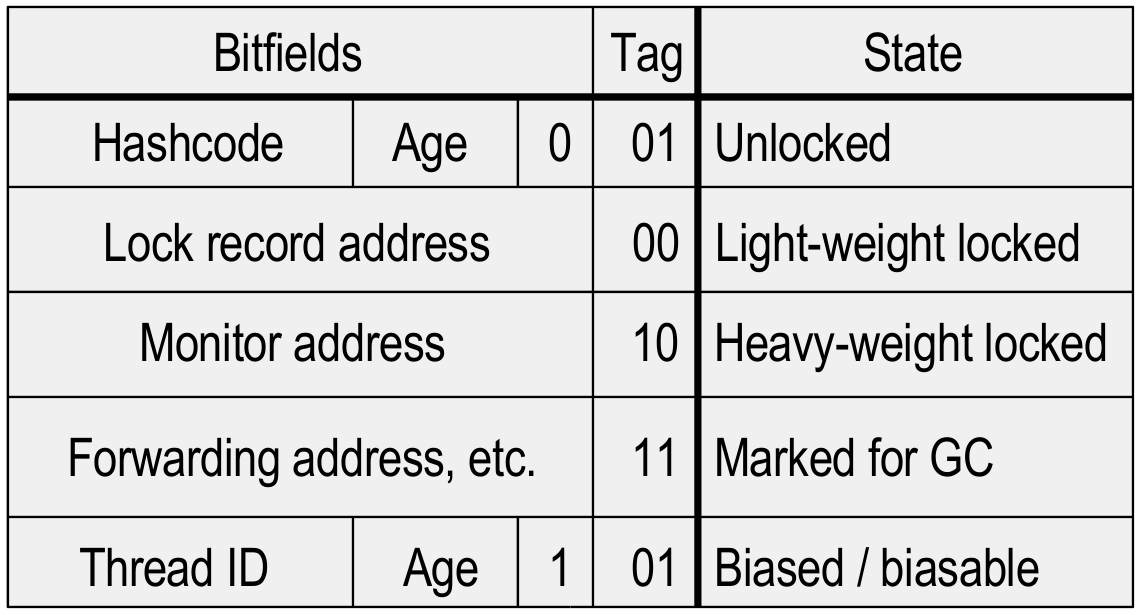 Bitfields Tag State
Hashcode Age 0 01 Unlocked
Lock record address 00 Light-weight locked
Monitor address 10 Heavy-weight locked
Forwarding address, etc. 11 Marked for GC
Thread ID Age 1 01 Biased / biasable